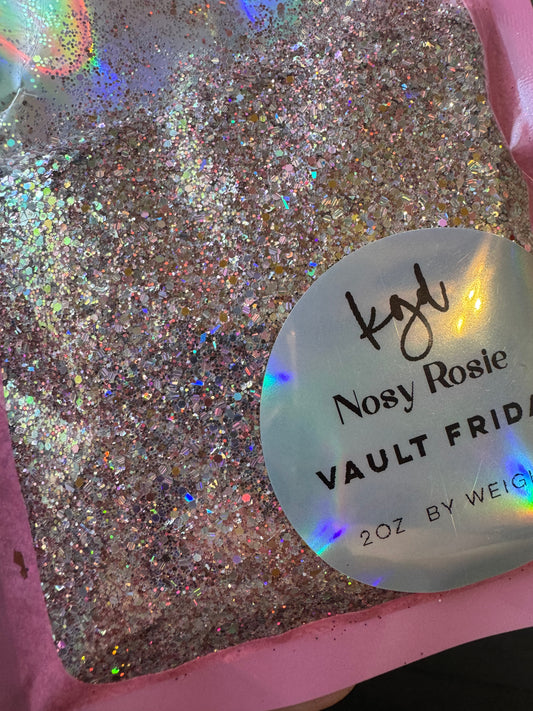 kgd
Nosy Rosie
VAULT FRIDA
2OZ BY WEIG